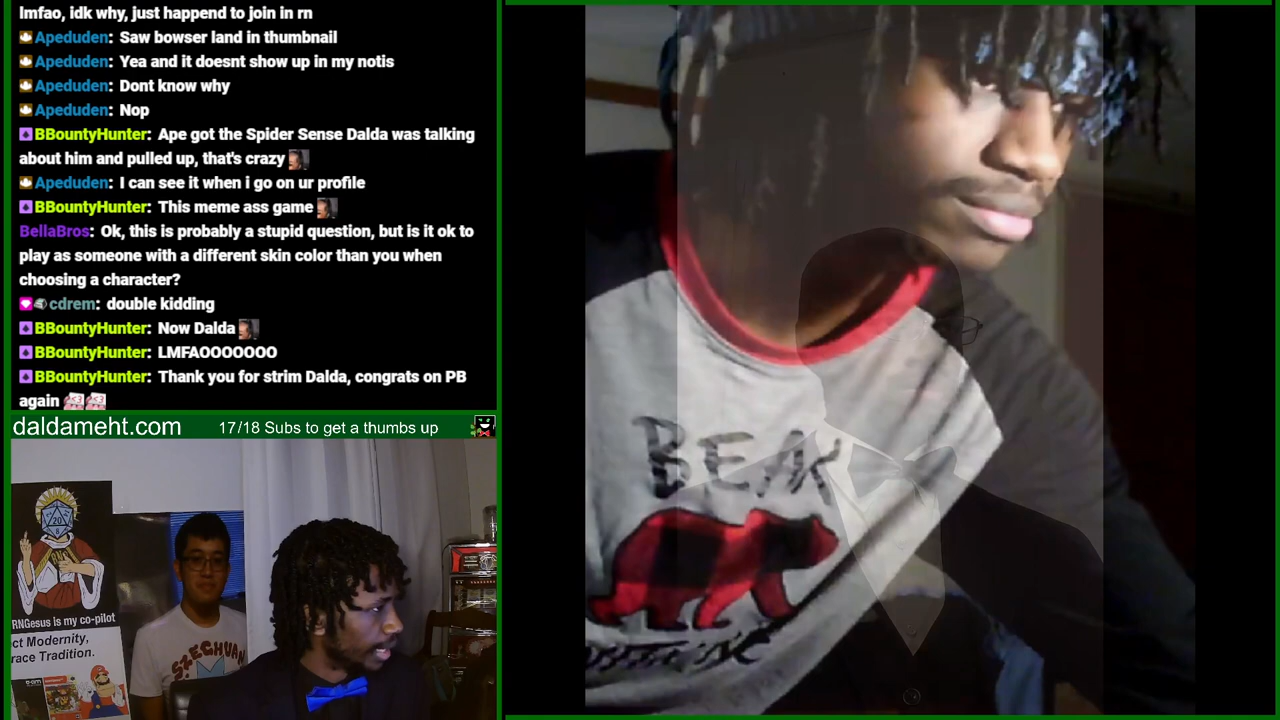 lmfao, idk why, just happend to join in rn
Apeduden: Saw bowser land in thumbnail
Apeduden: Yea and it doesnt show up in my notis
Apeduden: Dont know why
Apeduden: Nop
BBountyHunter: Ape got the Spider Sense Dalda was talking
about him and pulled up, that's crazy
Apeduden: I can see it when i go on ur profile
BBountyHunter: This meme ass game
BellaBros: Ok, this is probably a stupid question, but is it ok to
play as someone with a different skin color than you when
choosing a character?
cdrem: double kidding
BBountyHunter: Now Dalda
BBountyHunter: LMFAOOOOOOO
BBountyHunter: Thank you for strim Dalda, congrats on PB
again
daldameht.com
17/18 Subs to get a thumbs up
20
RNGesus is my co-pilot
ct Modernity,
race Tradition.
SZECHUAN
BEAR